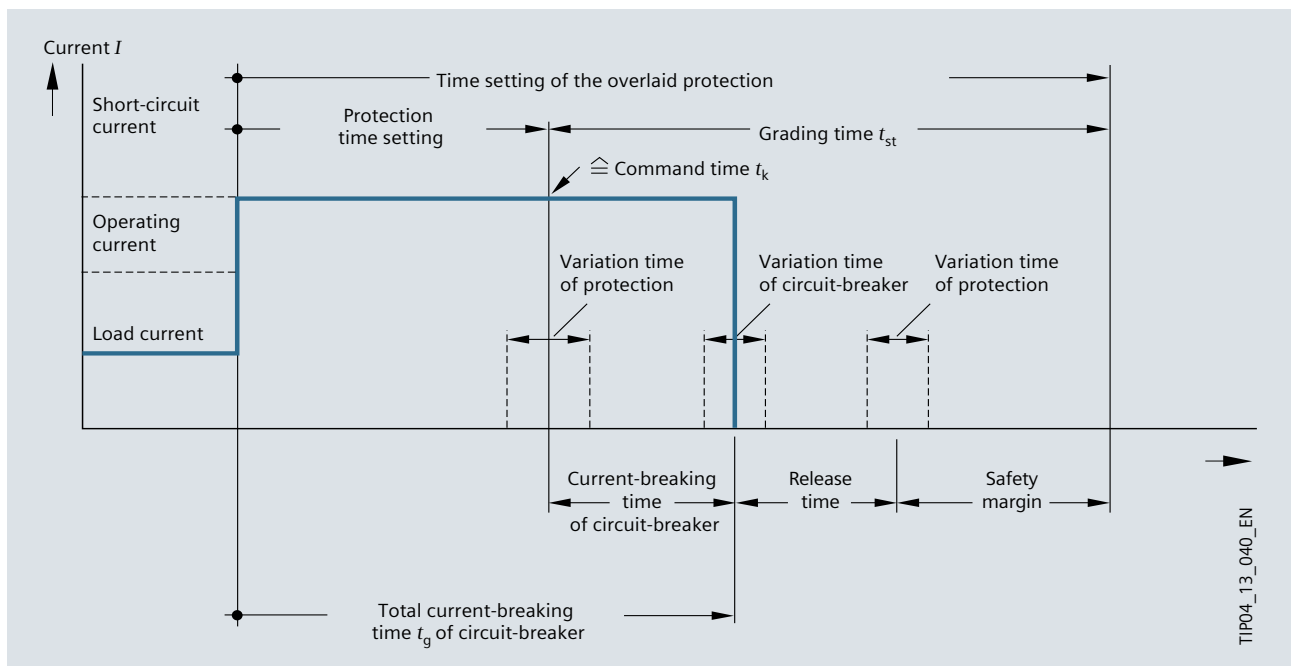 Current I
Time setting of the overlaid protection
Short-circuit
current
Protection
time setting
Grading time tst
≙ Command time tk
Operating
current
Variation time
of protection
Variation time
of circuit-breaker
Variation time
of protection
Load current
Current-breaking
time
of circuit-breaker
Release
time
Safety
margin
Total current-breaking
time tg of circuit-breaker
TIP04_13_040_EN